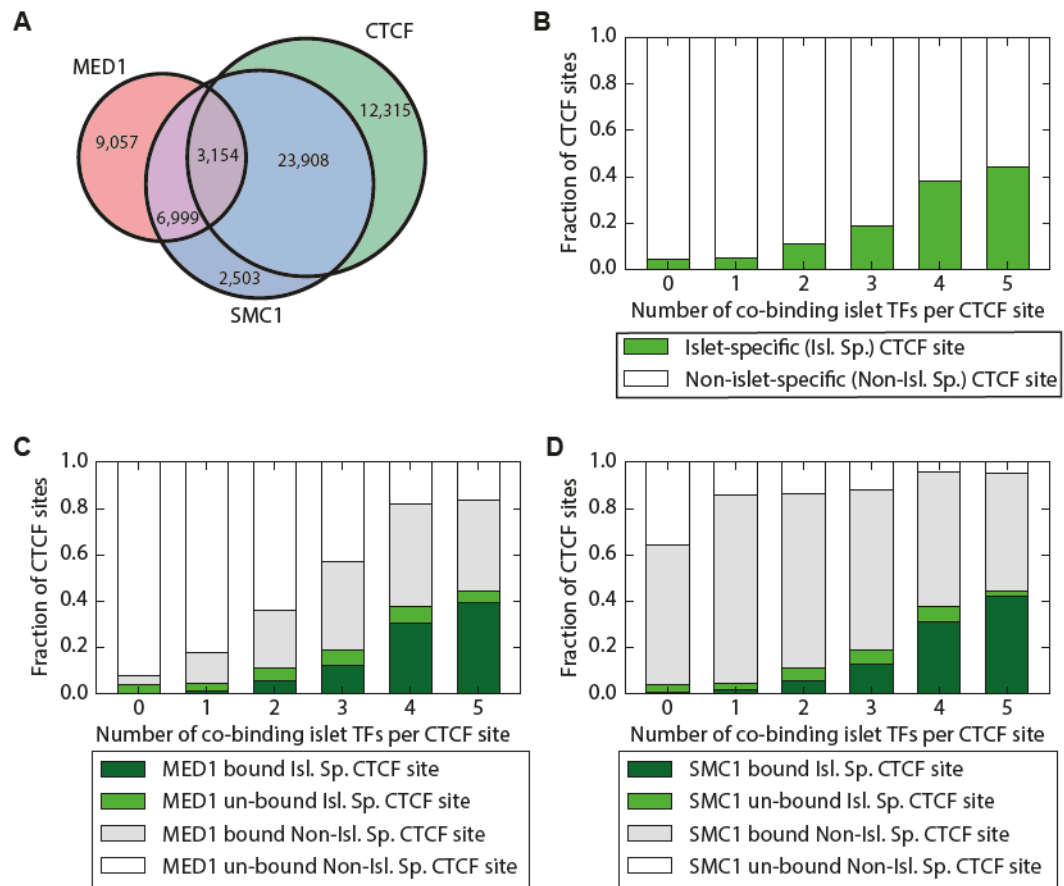 A
CTCF
MED1
12,315
9,057
3,154
23,908
6,999
2,503
SMC1
B
Fraction of CTCF sites
1.0
0.8
0.6
0.4
0.2
0.0
0 1 2 3 4 5
Number of co-binding islet TFs per CTCF site
Islet-specific (Isl. Sp.) CTCF site
Non-islet-specific (Non-Isl. Sp.) CTCF site
C
Fraction of CTCF sites
1.0
0.8
0.6
0.4
0.2
0.0
0 1 2 3 4 5
Number of co-binding islet TFs per CTCF site
MED1 bound Isl. Sp. CTCF site
MED1 un-bound Isl. Sp. CTCF site
MED1 bound Non-Isl. Sp. CTCF site
MED1 un-bound Non-Isl. Sp. CTCF site
D
Fraction of CTCF sites
1.0
0.8
0.6
0.4
0.2
0.0
0 1 2 3 4 5
Number of co-binding islet TFs per CTCF site
SMC1 bound Isl. Sp. CTCF site
SMC1 un-bound Isl. Sp. CTCF site
SMC1 bound Non-Isl. Sp. CTCF site
SMC1 un-bound Non-Isl. Sp. CTCF site